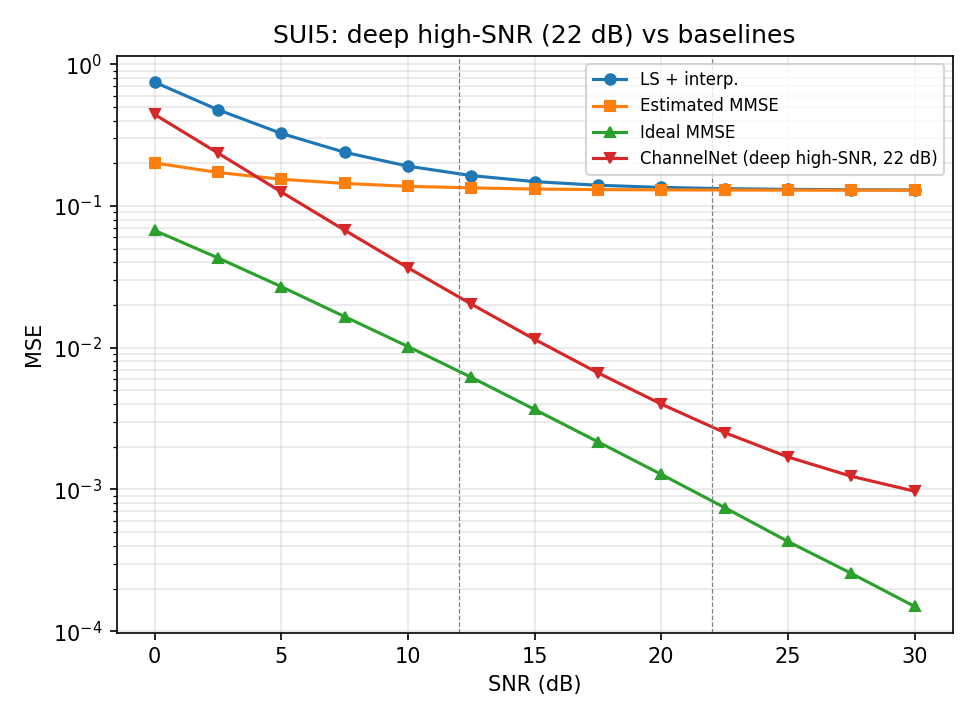 SUI5: deep high-SNR (22 dB) vs baselines
LS + interp.
Estimated MMSE
Ideal MMSE
ChannelNet (deep high-SNR, 22 dB)
MSE
10⁰
10⁻¹
10⁻²
10⁻³
10⁻⁴
0 5 10 15 20 25 30
SNR (dB)